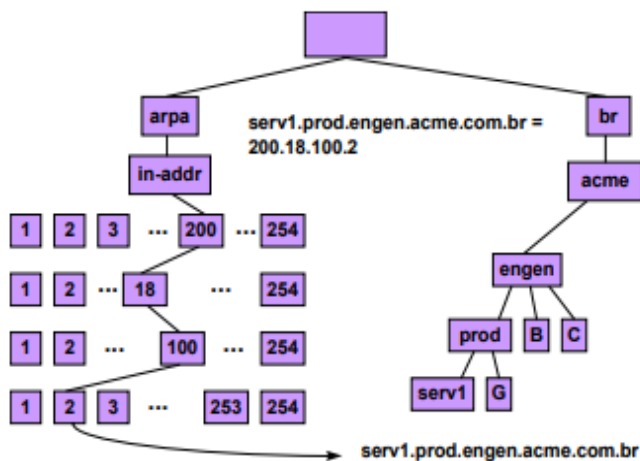 arpa
serv1.prod.engen.acme.com.br =
200.18.100.2
br
in-addr
acme
1 2 3 ... 200 ... 254
engen
1 2 ... 18 ... 254
prod B C
1 2 ... 100 ... 254
serv1 G
1 2 3 ... 253 254
serv1.prod.engen.acme.com.br